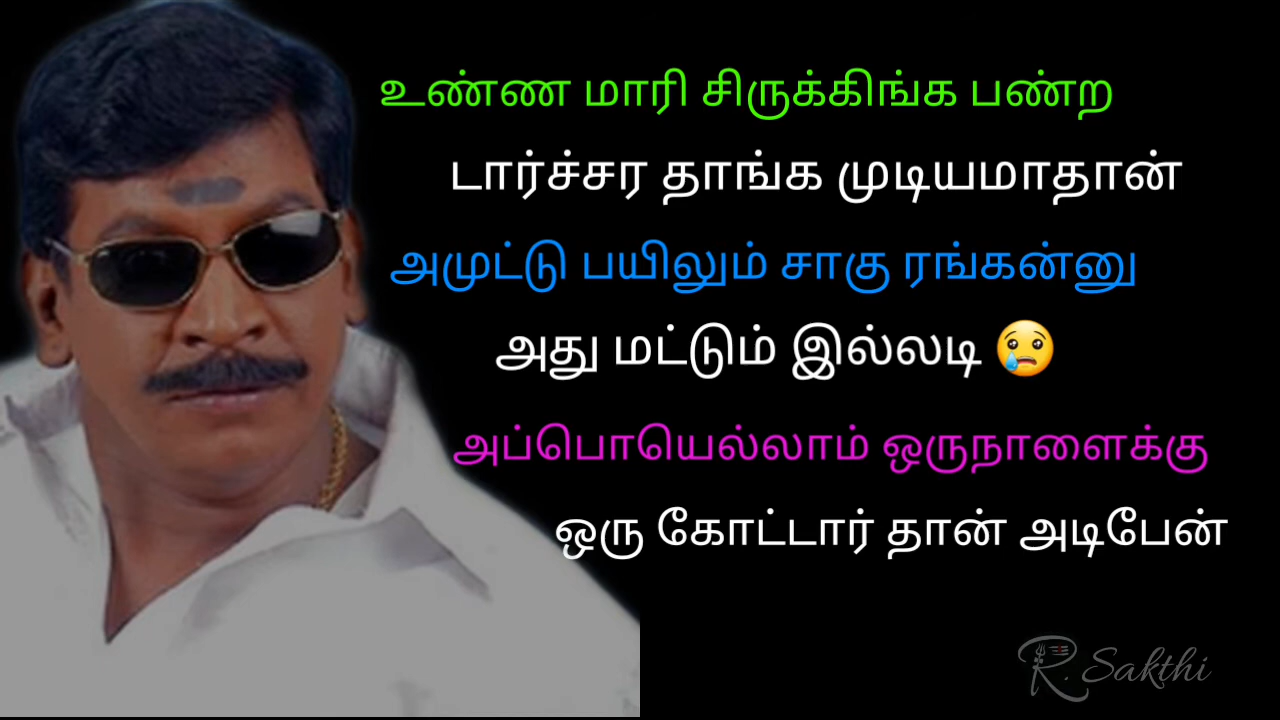 உண்ண மாரி சிருக்கிங்க பண்ற
டார்ச்சர தாங்க முடியமாதான்
அமுட்டு பயிலும் சாகு ரங்கன்னு
அது மட்டும் இல்லடி 😢
அப்பொயெல்லாம் ஒருநாளைக்கு
ஒரு கோட்டார் தான் அடிபேன்
R. Sakthi